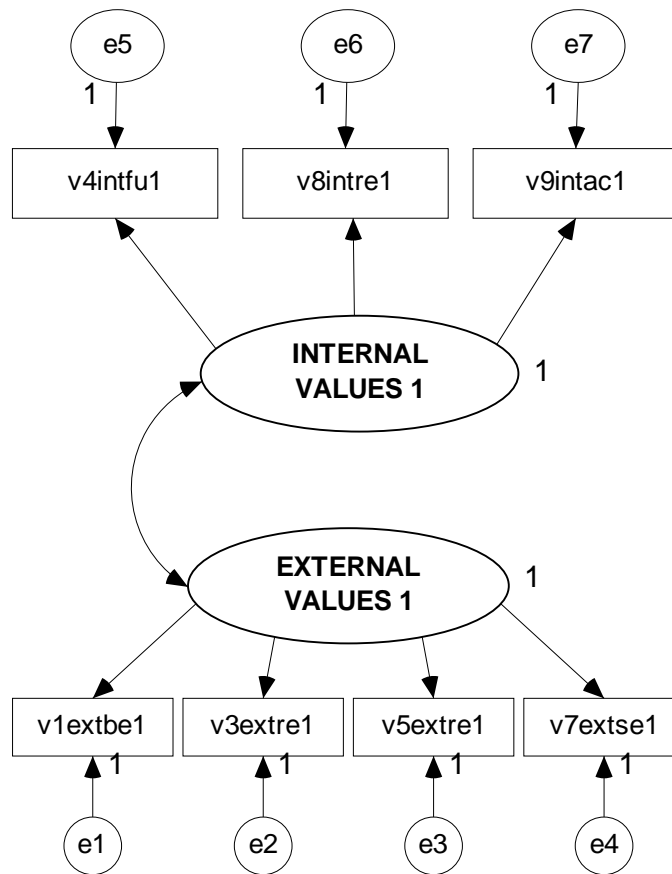 e5 e6 e7
1 1 1
v4intfu1 v8intre1 v9intac1
INTERNAL
VALUES 1
1
EXTERNAL
VALUES 1
1
v1extbe1 v3extre1 v5extre1 v7extse1
1 1 1 1
e1 e2 e3 e4